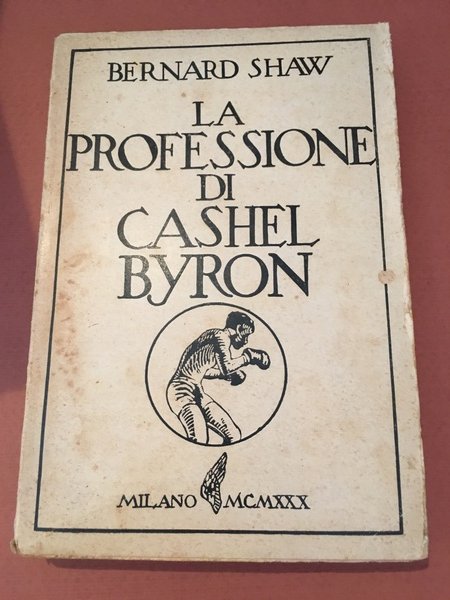 BERNARD SHAW
LA
PROFESSIONE
DI
CASHEL
BYRON
MILANO MCMXXX